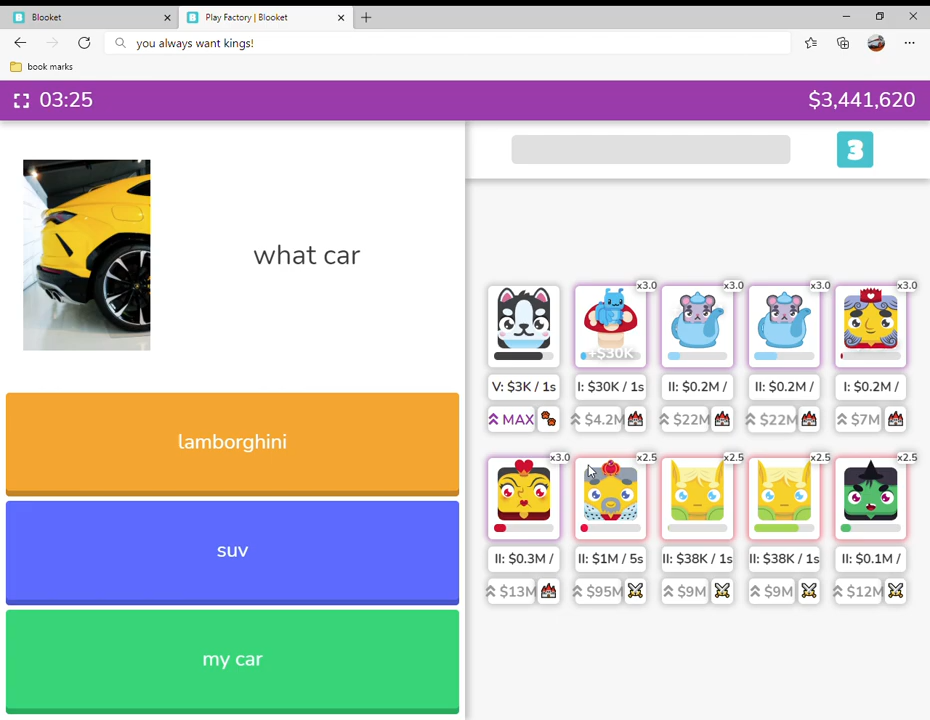 Blooket
Play Factory | Blooket
you always want kings!
book marks
03:25
$3,441,620
3
what car
lamborghini
suv
my car
x3.0
x3.0
x3.0
x3.0
+$30K
V: $3K / 1s
I: $30K / 1s
II: $0.2M /
II: $0.2M /
I: $0.2M /
MAX
$4.2M
$22M
$22M
$7M
x3.0
x2.5
x2.5
x2.5
x2.5
II: $0.3M /
II: $1M / 5s
II: $38K / 1s
II: $38K / 1s
II: $0.1M /
$13M
$95M
$9M
$9M
$12M